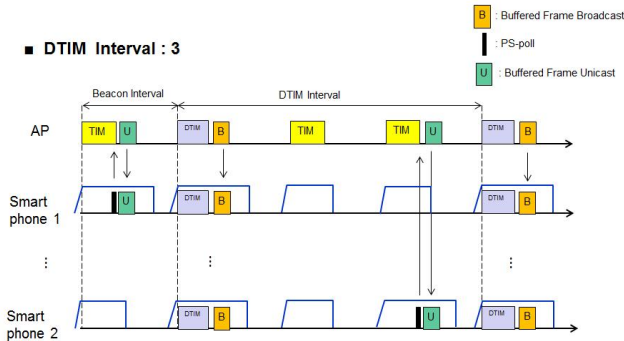 B : Buffered Frame Broadcast
: PS-poll
U : Buffered Frame Unicast
■ DTIM Interval : 3
Beacon Interval DTIM Interval
AP TIM U DTIM B TIM TIM U DTIM B
Smart phone 1 U DTIM B DTIM B
⋮ ⋮ ⋮
Smart phone 2 DTIM B U DTIM B